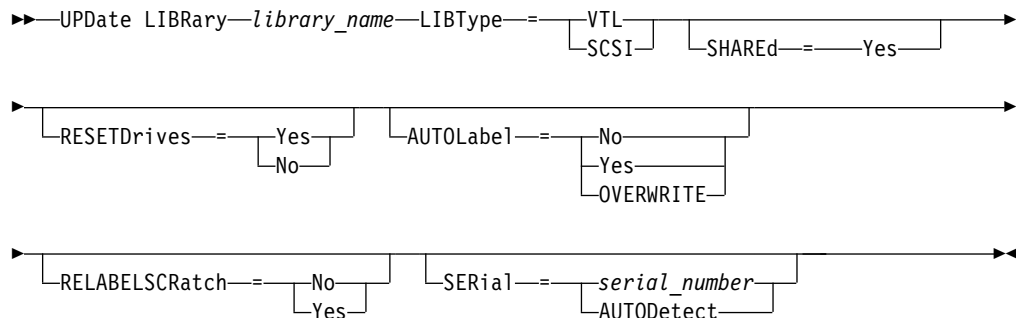 UPDate LIBRary library_name LIBType = VTL
SCSI
SHAREd = Yes
RESETDrives = Yes
No
AUTOLabel = No
Yes
OVERWRITE
RELABELSCRatch = No
Yes
SERial = serial_number
AUTODetect